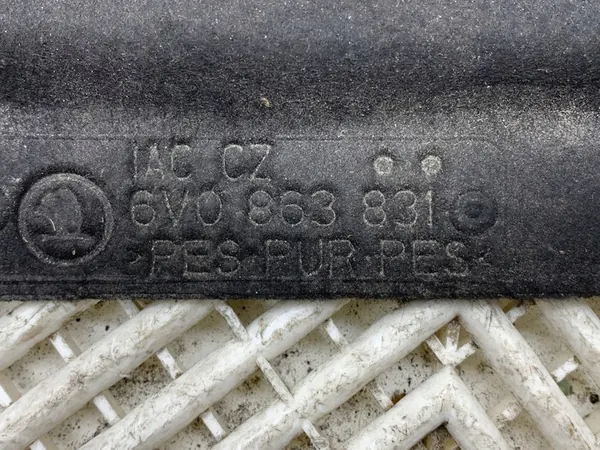 IAC CZ
6V0 863 831
>PES-PUR-PES<